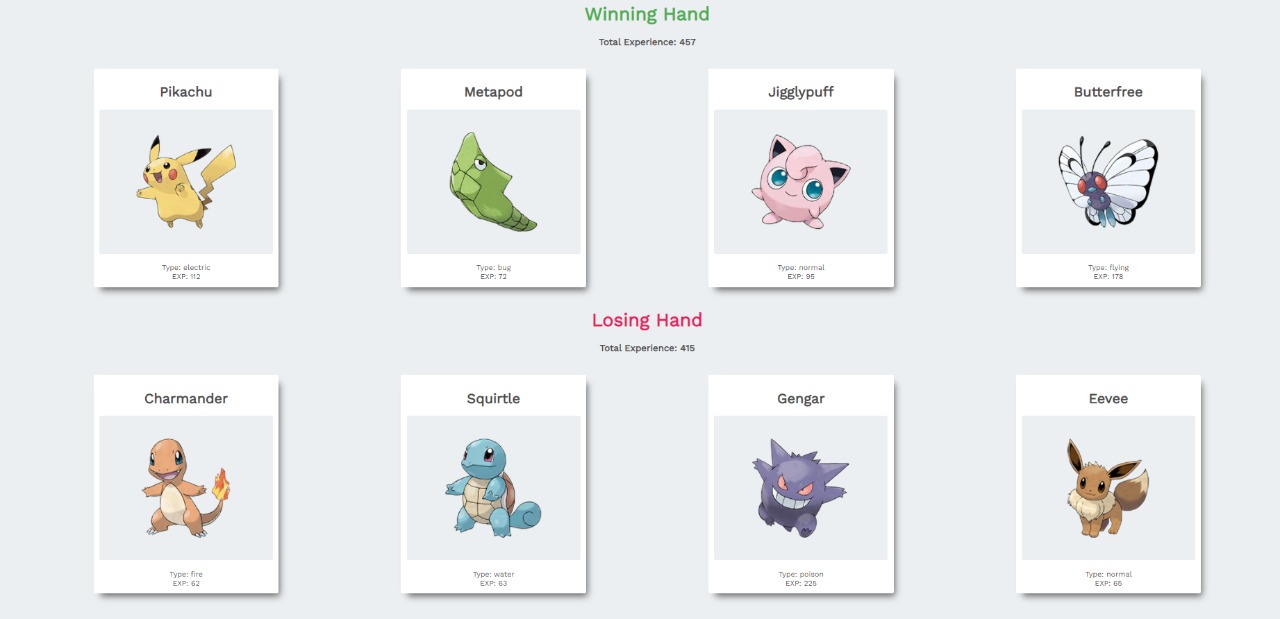 Winning Hand
Total Experience: 457
Pikachu
Type: electric
EXP: 112
Metapod
Type: bug
EXP: 72
Jigglypuff
Type: normal
EXP: 95
Butterfree
Type: flying
EXP: 178
Losing Hand
Total Experience: 415
Charmander
Type: fire
EXP: 62
Squirtle
Type: water
EXP: 63
Gengar
Type: poison
EXP: 225
Eevee
Type: normal
EXP: 65